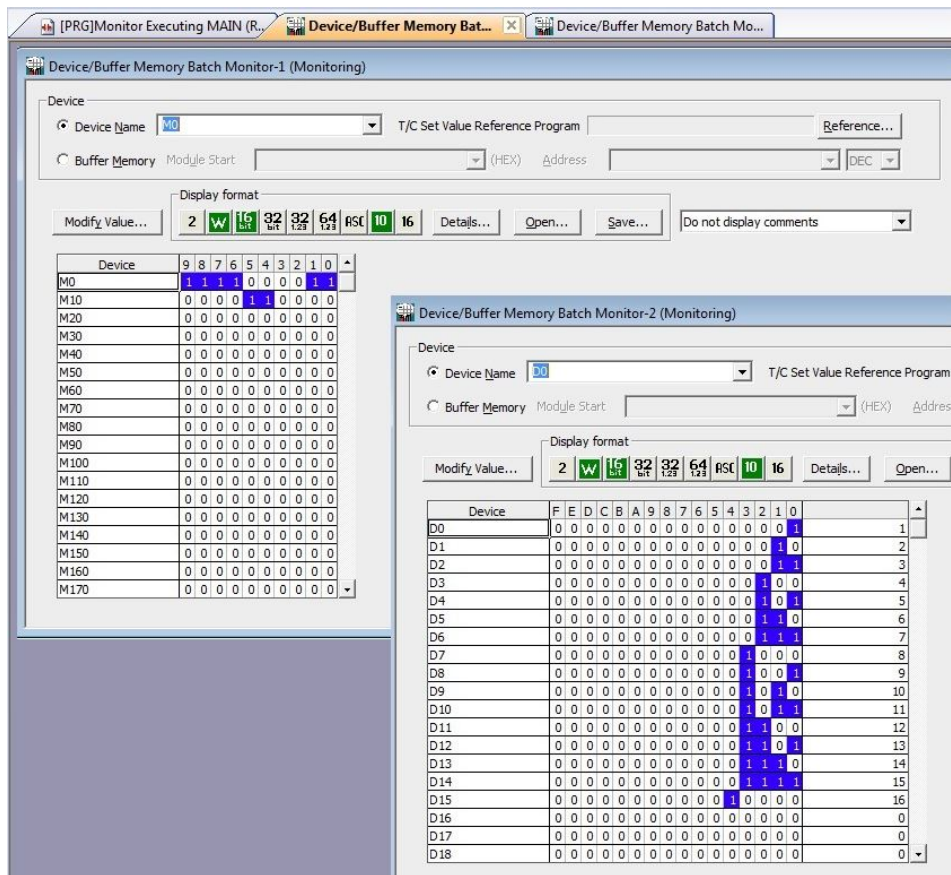 [PRG]Monitor Executing MAIN (R... Device/Buffer Memory Bat... Device/Buffer Memory Batch Mo...
Device/Buffer Memory Batch Monitor-1 (Monitoring)
Device
Device Name M0 T/C Set Value Reference Program Reference...
Buffer Memory Module Start (HEX) Address DEC
Display format
Modify Value... 2 W 16 bit 32 bit 32 1.23 64 1.23 ASC 10 16 Details... Open... Save... Do not display comments
Device 9 8 7 6 5 4 3 2 1 0
M0 1 1 1 1 0 0 0 0 1 1
M10 0 0 0 0 1 1 0 0 0 0
M20 0 0 0 0 0 0 0 0 0 0
M30 0 0 0 0 0 0 0 0 0 0
M40 0 0 0 0 0 0 0 0 0 0
M50 0 0 0 0 0 0 0 0 0 0
M60 0 0 0 0 0 0 0 0 0 0
M70 0 0 0 0 0 0 0 0 0 0
M80 0 0 0 0 0 0 0 0 0 0
M90 0 0 0 0 0 0 0 0 0 0
M100 0 0 0 0 0 0 0 0 0 0
M110 0 0 0 0 0 0 0 0 0 0
M120 0 0 0 0 0 0 0 0 0 0
M130 0 0 0 0 0 0 0 0 0 0
M140 0 0 0 0 0 0 0 0 0 0
M150 0 0 0 0 0 0 0 0 0 0
M160 0 0 0 0 0 0 0 0 0 0
M170 0 0 0 0 0 0 0 0 0 0
Device/Buffer Memory Batch Monitor-2 (Monitoring)
Device
Device Name D0 T/C Set Value Reference Program
Buffer Memory Module Start (HEX) Addres
Display format
Modify Value... 2 W 16 bit 32 bit 32 1.23 64 1.23 ASC 10 16 Details... Open...
Device F E D C B A 9 8 7 6 5 4 3 2 1 0
D0 0 0 0 0 0 0 0 0 0 0 0 0 0 0 0 1 1
D1 0 0 0 0 0 0 0 0 0 0 0 0 0 0 1 0 2
D2 0 0 0 0 0 0 0 0 0 0 0 0 0 0 1 1 3
D3 0 0 0 0 0 0 0 0 0 0 0 0 0 1 0 0 4
D4 0 0 0 0 0 0 0 0 0 0 0 0 0 1 0 1 5
D5 0 0 0 0 0 0 0 0 0 0 0 0 0 1 1 0 6
D6 0 0 0 0 0 0 0 0 0 0 0 0 0 1 1 1 7
D7 0 0 0 0 0 0 0 0 0 0 0 0 1 0 0 0 8
D8 0 0 0 0 0 0 0 0 0 0 0 0 1 0 0 1 9
D9 0 0 0 0 0 0 0 0 0 0 0 0 1 0 1 0 10
D10 0 0 0 0 0 0 0 0 0 0 0 0 1 0 1 1 11
D11 0 0 0 0 0 0 0 0 0 0 0 0 1 1 0 0 12
D12 0 0 0 0 0 0 0 0 0 0 0 0 1 1 0 1 13
D13 0 0 0 0 0 0 0 0 0 0 0 0 1 1 1 0 14
D14 0 0 0 0 0 0 0 0 0 0 0 0 1 1 1 1 15
D15 0 0 0 0 0 0 0 0 0 0 0 1 0 0 0 0 16
D16 0 0 0 0 0 0 0 0 0 0 0 0 0 0 0 0 0
D17 0 0 0 0 0 0 0 0 0 0 0 0 0 0 0 0 0
D18 0 0 0 0 0 0 0 0 0 0 0 0 0 0 0 0 0